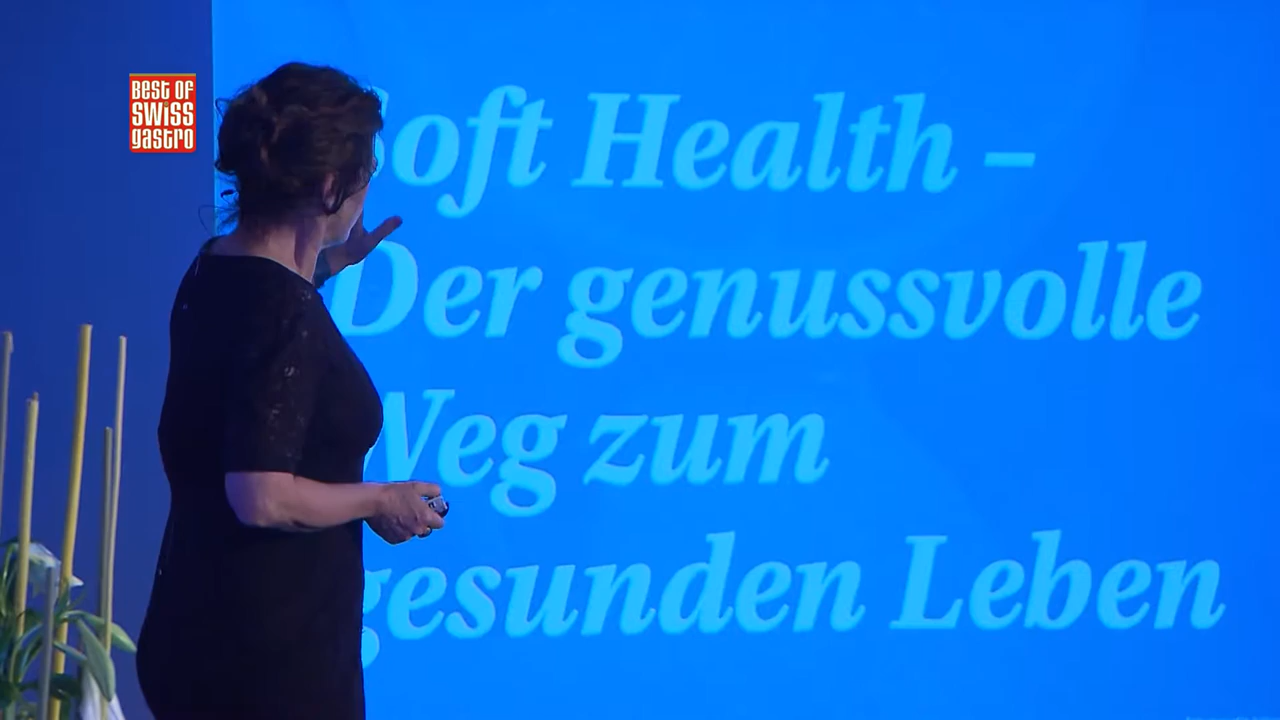 BEST OF
SWiSS
gastro
Soft Health –
Der genussvolle
Weg zum
gesunden Leben